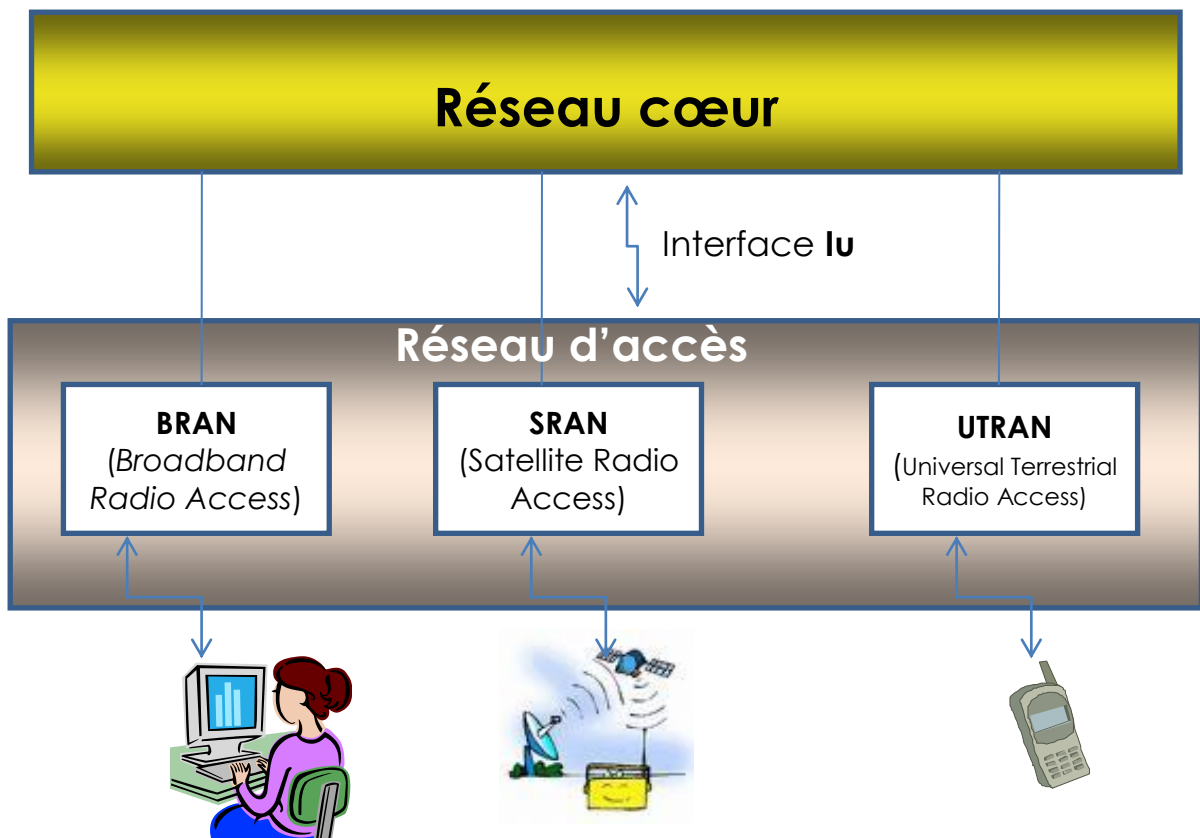 Réseau cœur
Interface Iu
Réseau d'accès
BRAN
(Broadband
Radio Access)
SRAN
(Satellite Radio
Access)
UTRAN
(Universal Terrestrial
Radio Access)